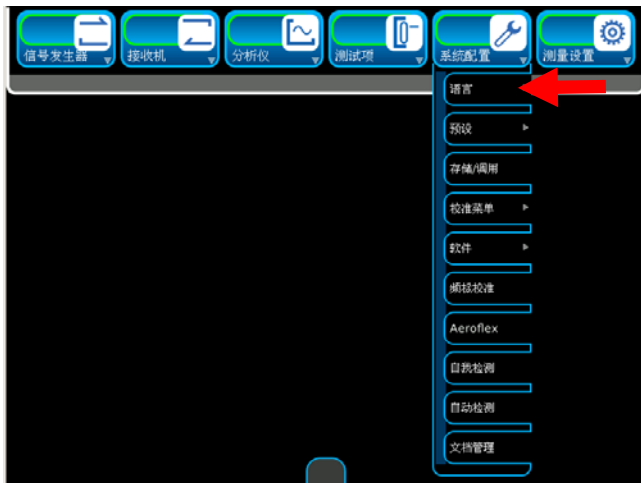 信号发生器
接收机
分析仪
测试项
系统配置
测量设置
语言
预设
存储/调用
校准菜单
软件
频标校准
Aeroflex
自我检测
自动检测
文档管理